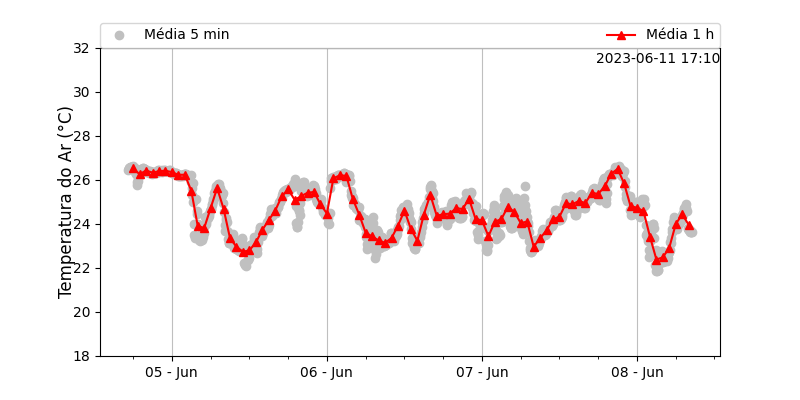 Média 5 min
Média 1 h
2023-06-11 17:10
Temperatura do Ar (°C)
32
30
28
26
24
22
20
18
05 - Jun
06 - Jun
07 - Jun
08 - Jun